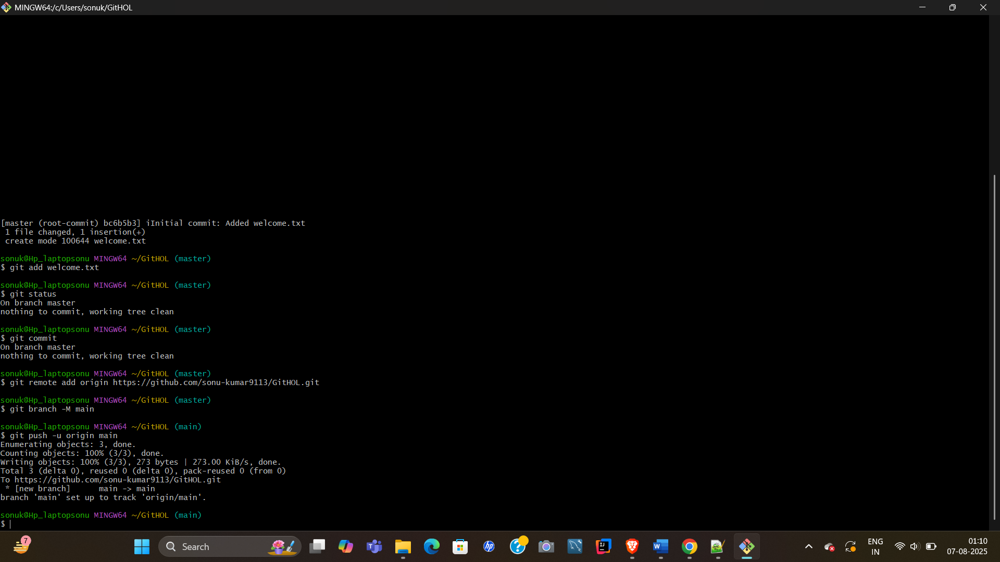 MINGW64:/c/Users/sonuk/GitHOL
[master (root-commit) bc6b5b3] iInitial commit: Added welcome.txt
 1 file changed, 1 insertion(+)
 create mode 100644 welcome.txt
sonuk@Hp_laptopsonu MINGW64 ~/GitHOL (master)
$ git add welcome.txt
sonuk@Hp_laptopsonu MINGW64 ~/GitHOL (master)
$ git status
On branch master
nothing to commit, working tree clean
sonuk@Hp_laptopsonu MINGW64 ~/GitHOL (master)
$ git commit
On branch master
nothing to commit, working tree clean
sonuk@Hp_laptopsonu MINGW64 ~/GitHOL (master)
$ git remote add origin https://github.com/sonu-kumar9113/GitHOL.git
sonuk@Hp_laptopsonu MINGW64 ~/GitHOL (master)
$ git branch -M main
sonuk@Hp_laptopsonu MINGW64 ~/GitHOL (main)
$ git push -u origin main
Enumerating objects: 3, done.
Counting objects: 100% (3/3), done.
Writing objects: 100% (3/3), 273 bytes | 273.00 KiB/s, done.
Total 3 (delta 0), reused 0 (delta 0), pack-reused 0 (from 0)
To https://github.com/sonu-kumar9113/GitHOL.git
 * [new branch]      main -> main
branch 'main' set up to track 'origin/main'.
sonuk@Hp_laptopsonu MINGW64 ~/GitHOL (main)
$
7
Search
hp
IJ
W
ENG
IN
01:10
07-08-2025